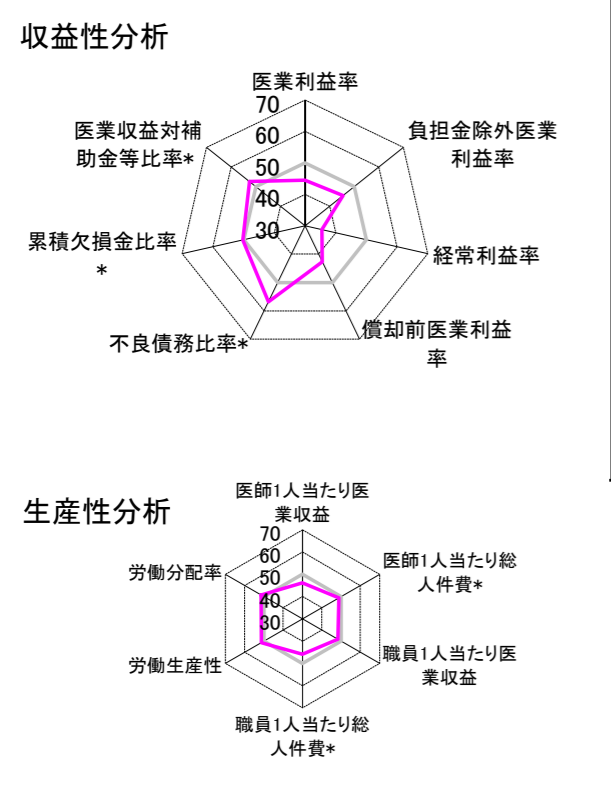 収益性分析
医業利益率
70
60
50
40
30
負担金除外医業
利益率
経常利益率
償却前医業利益
率
不良債務比率*
累積欠損金比率
*
医業収益対補
助金等比率*
生産性分析
医師1人当たり医
業収益
70
60
50
40
30
医師1人当たり総
人件費*
職員1人当たり医
業収益
職員1人当たり総
人件費*
労働生産性
労働分配率